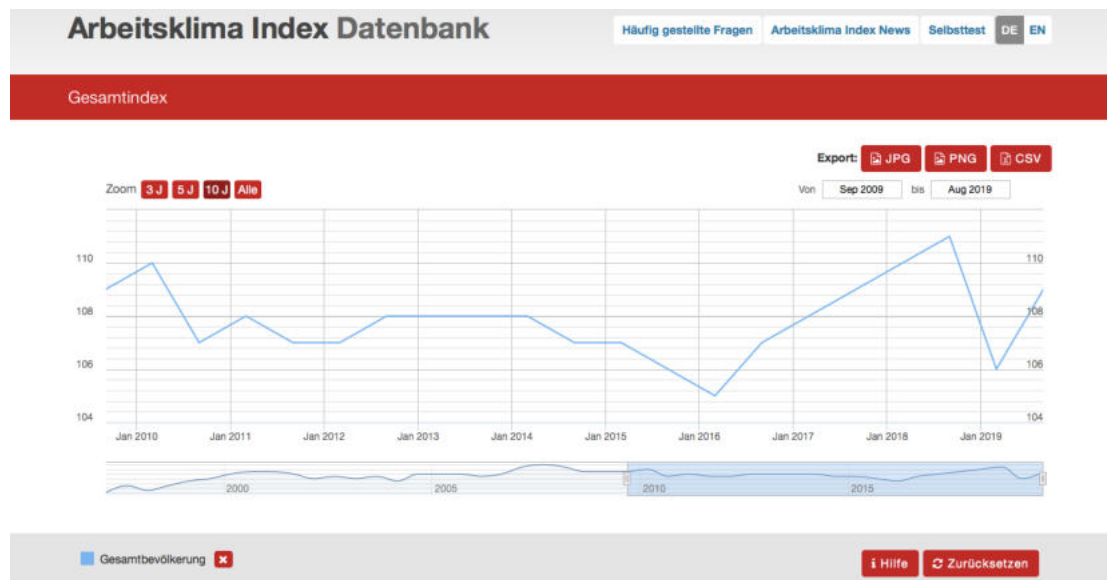 Arbeitsklima Index Datenbank
Häufig gestellte Fragen Arbeitsklima Index News Selbsttest DE EN
Gesamtindex
Export: JPG PNG CSV
Zoom 3 J 5 J 10 J Alle Von Sep 2009 bis Aug 2019
110 110
108 108
106 106
104 104
Jan 2010 Jan 2011 Jan 2012 Jan 2013 Jan 2014 Jan 2015 Jan 2016 Jan 2017 Jan 2018 Jan 2019
2000 2005 2010 2015
Gesamtbevölkerung Hilfe Zurücksetzen